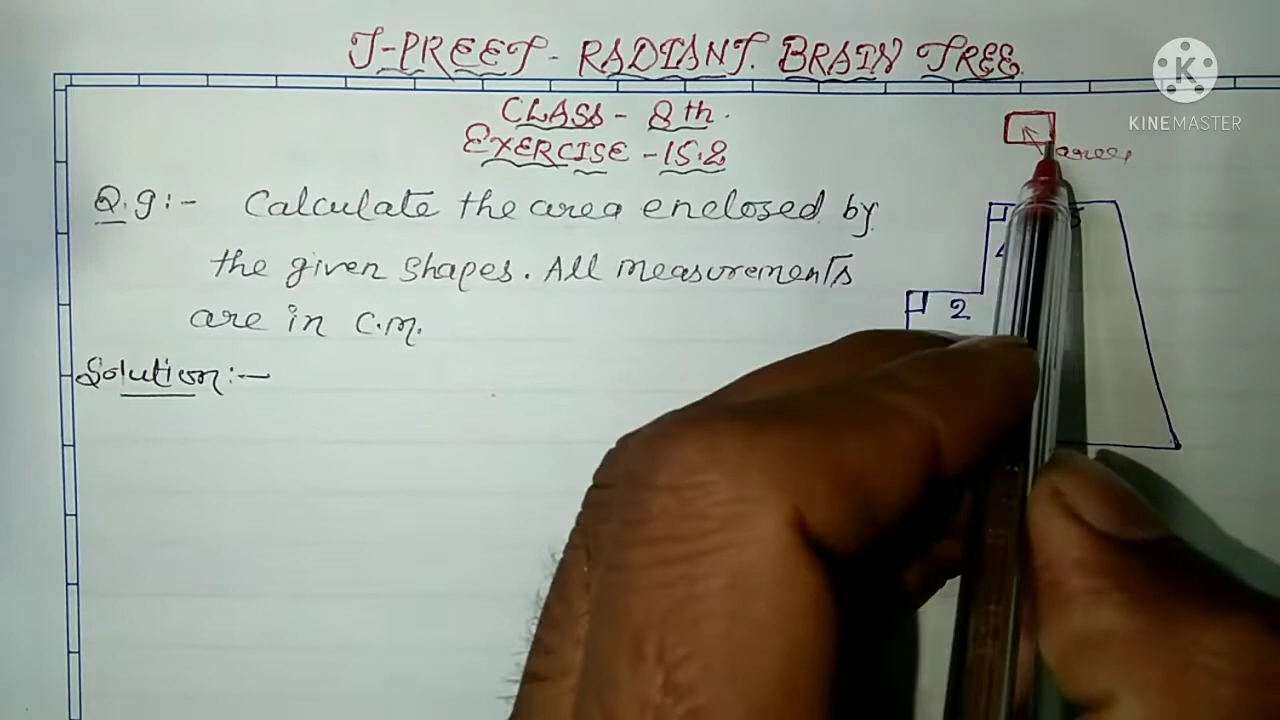 J-PREET - RADIANT. BRAIN TREE
KINEMASTER
CLASS - 8th.
EXERCISE - 15.2
Q.9:- Calculate the area enclosed by
the given shapes. All measurements
are in c.m.
2
Solution:-